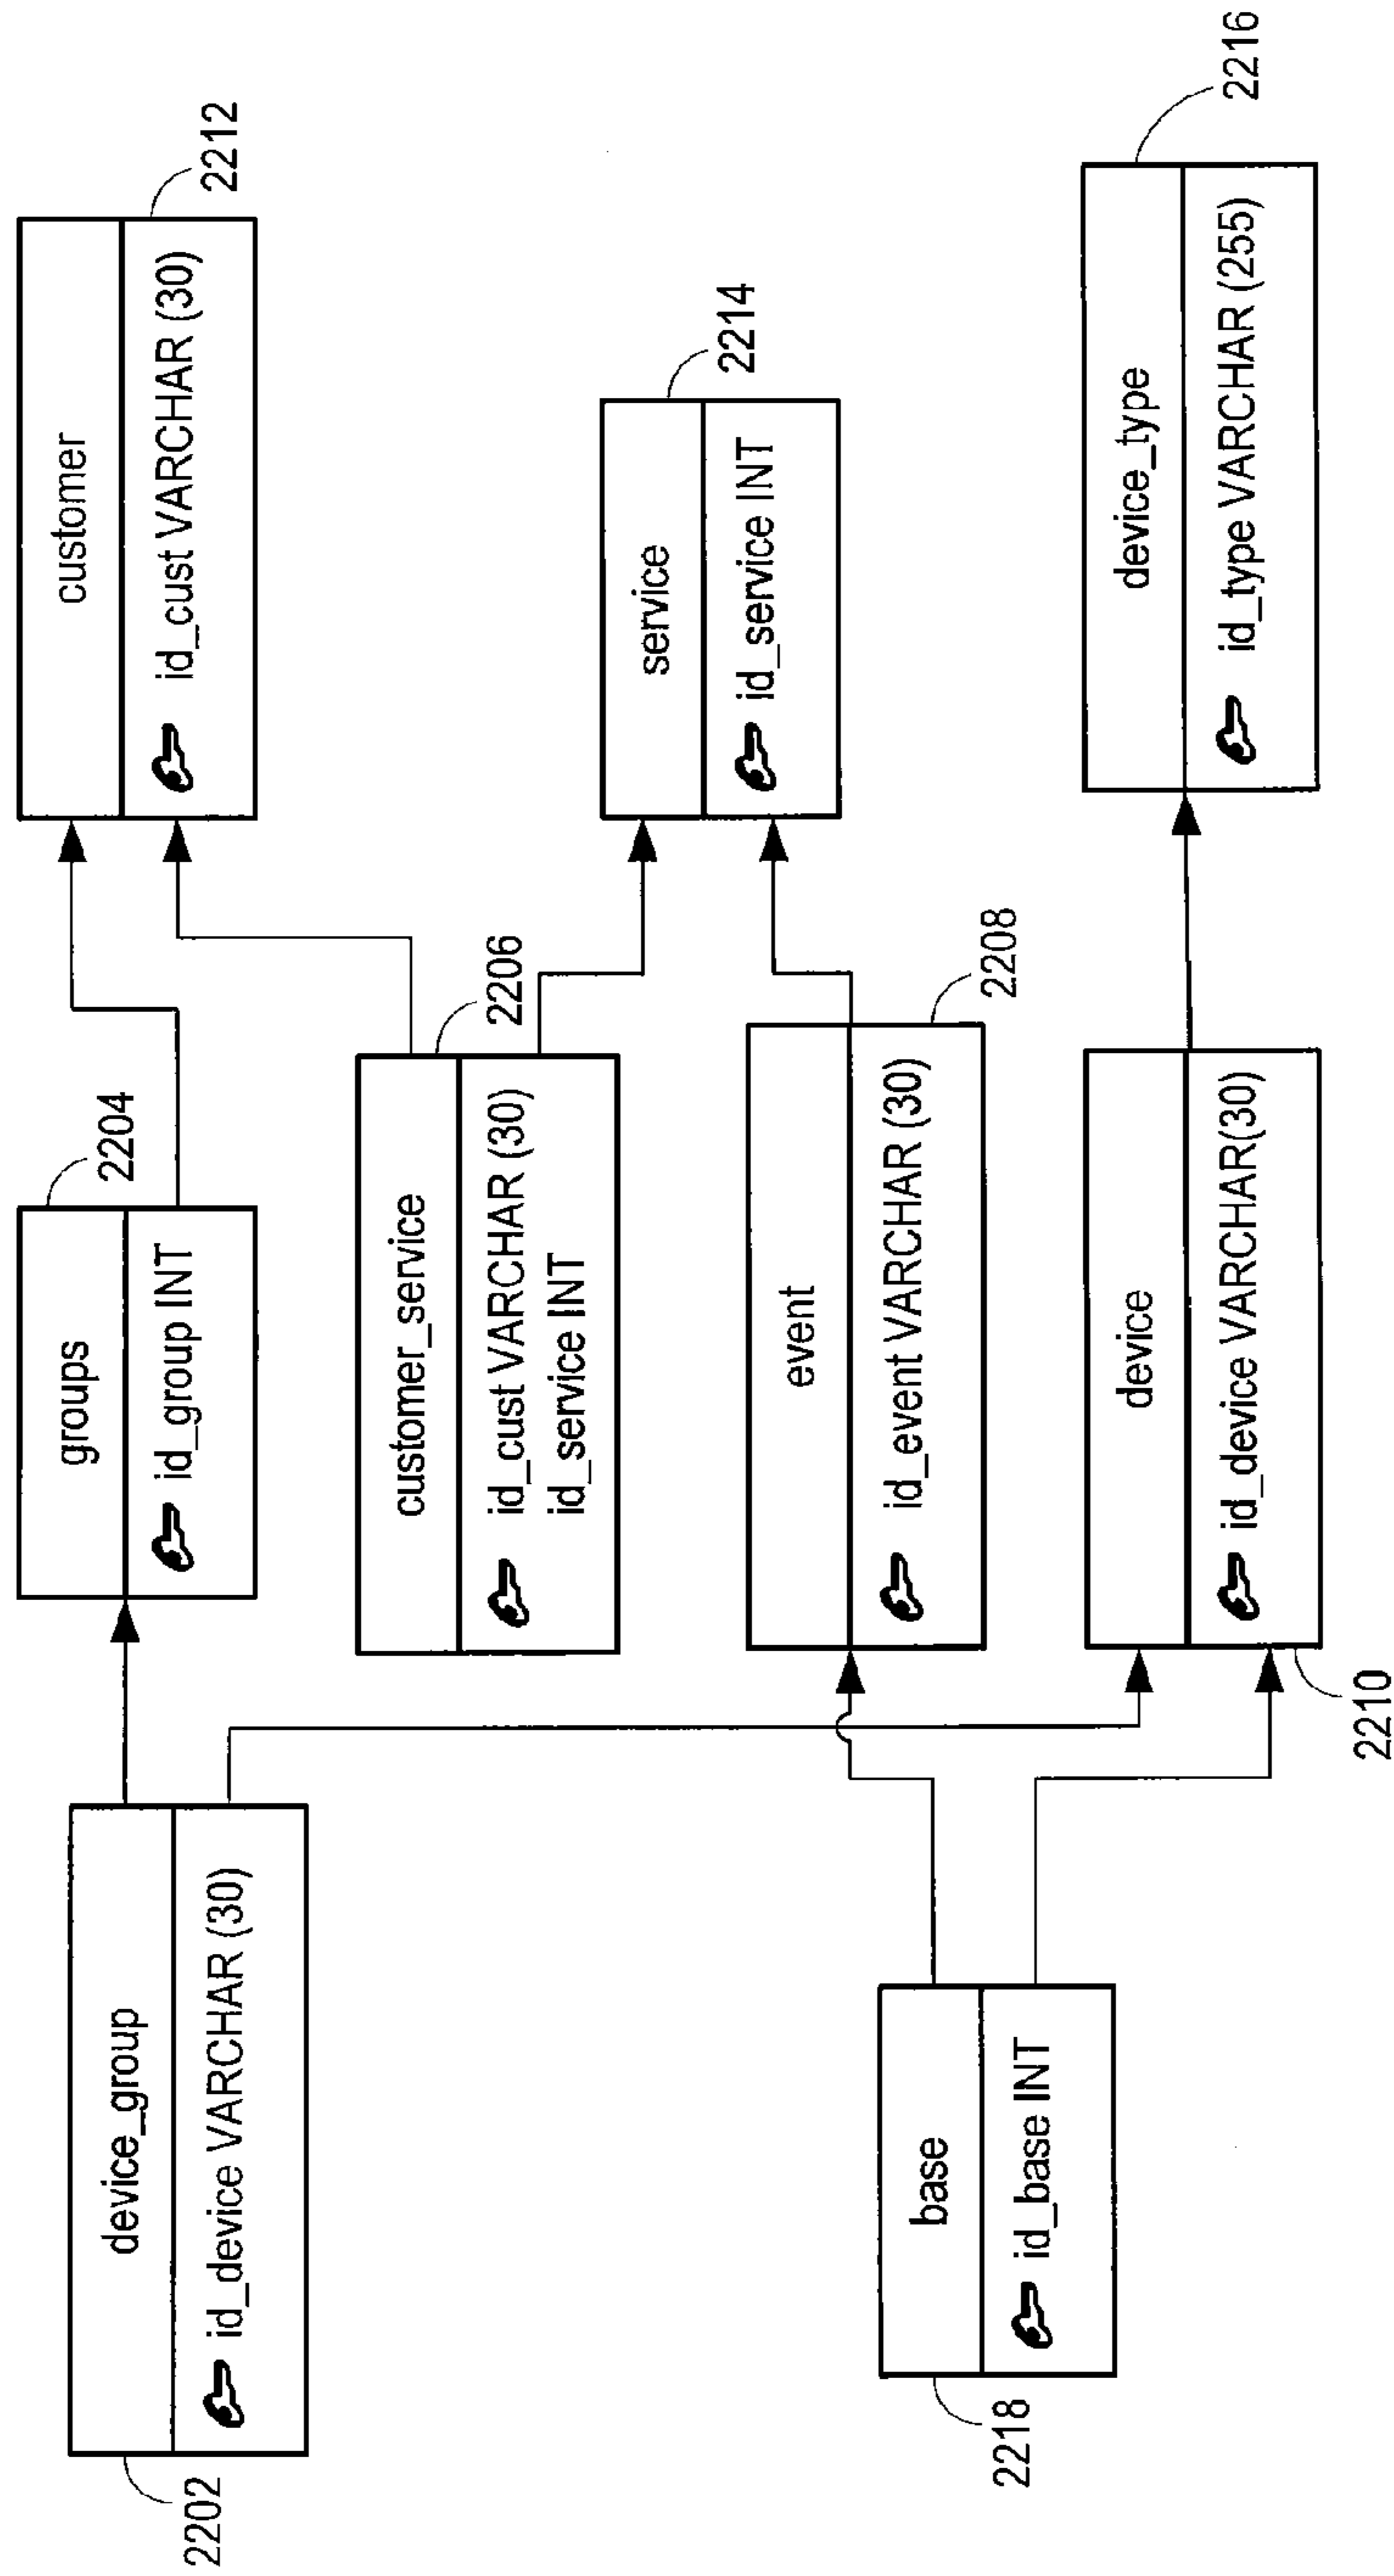 device_group
id_device VARCHAR (30)
2202
groups
id_group INT
2204
customer
id_cust VARCHAR (30)
2212
customer_service
id_cust VARCHAR (30)
id_service INT
2206
service
id_service INT
2214
event
id_event VARCHAR (30)
2208
base
id_base INT
2218
device
id_device VARCHAR(30)
2210
device_type
id_type VARCHAR (255)
2216